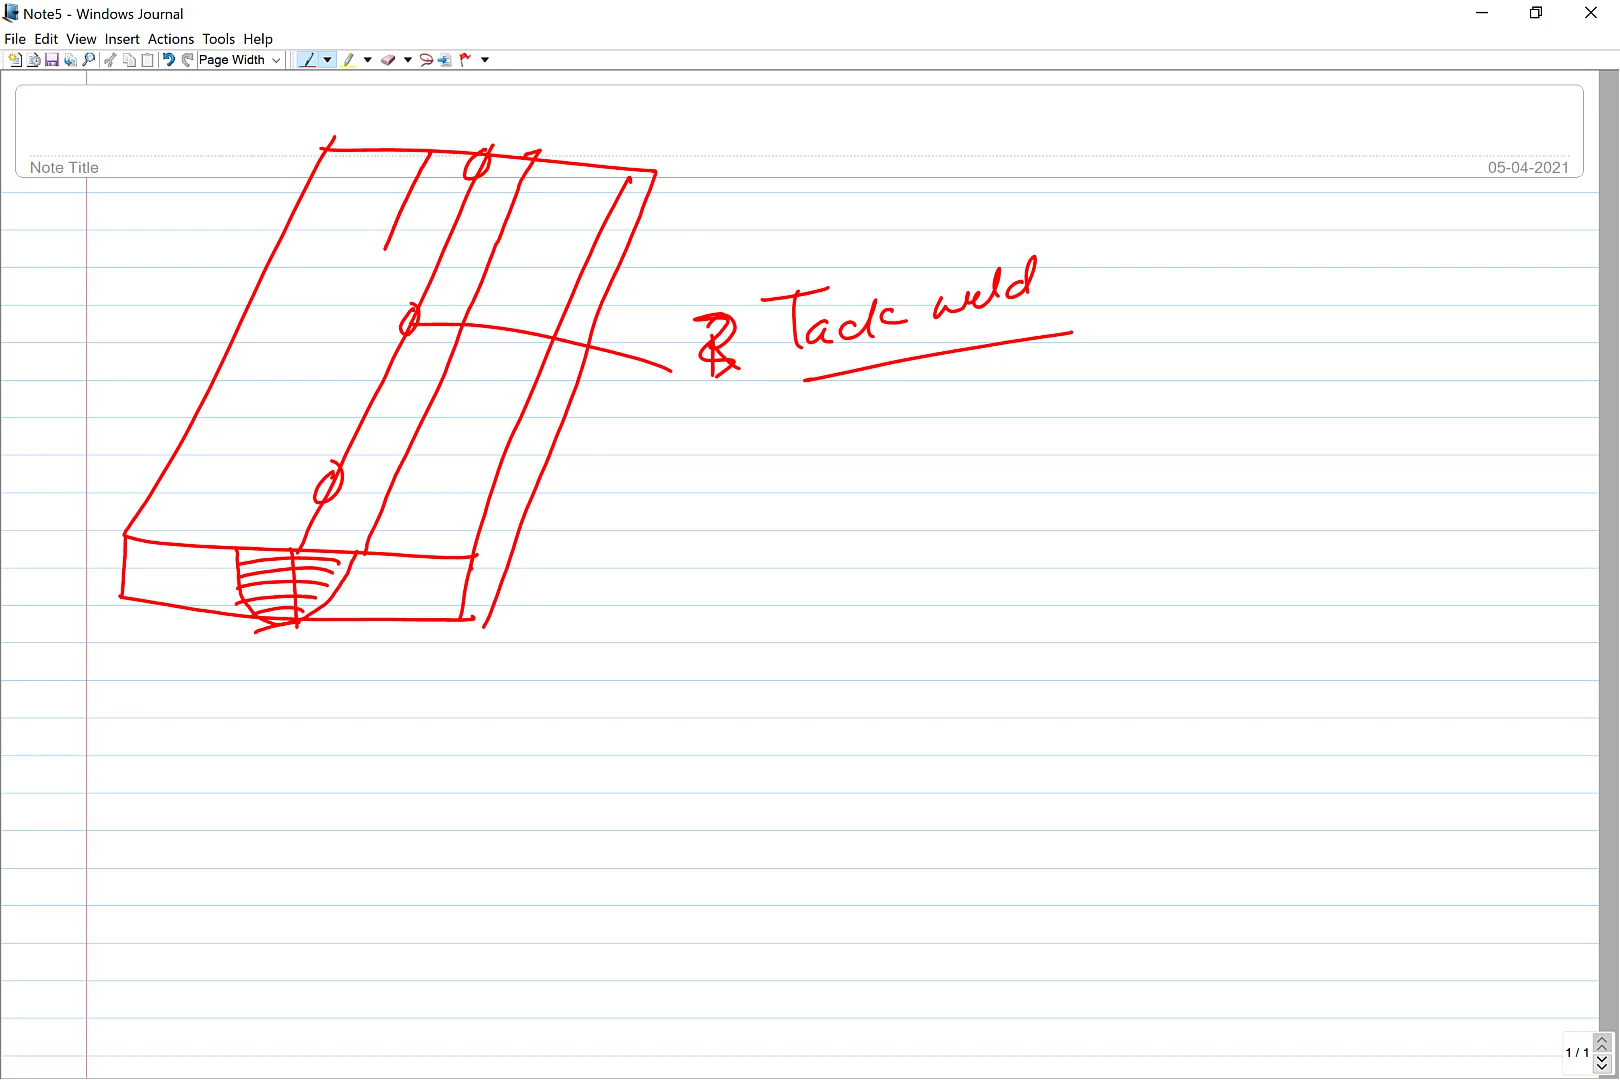 Note5 - Windows Journal
File Edit View Insert Actions Tools Help
Page Width
Note Title
05-04-2021
Tack weld
1 / 1